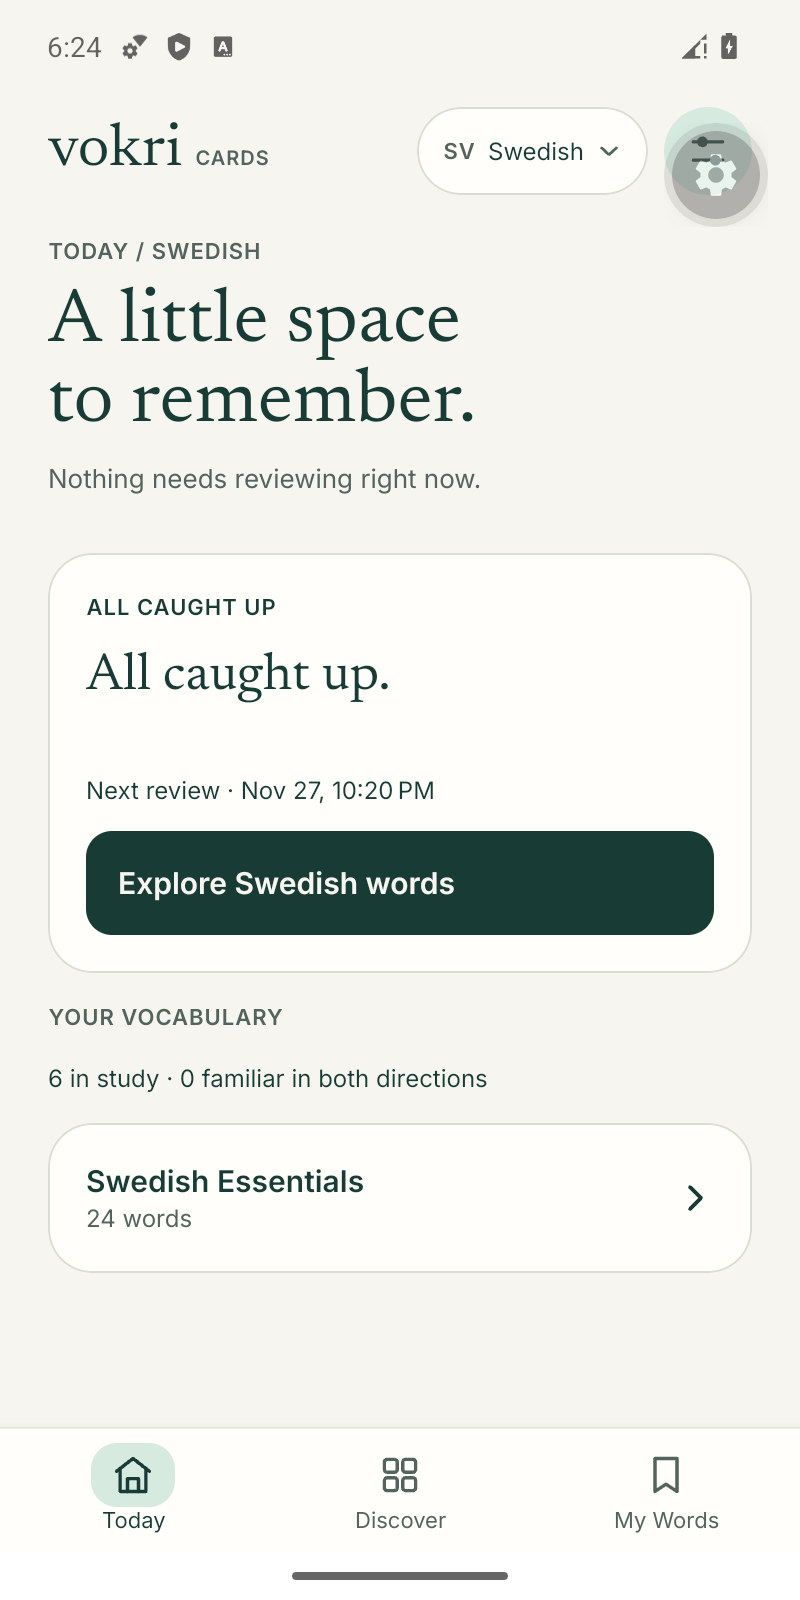 6:24
vokri CARDS
SV Swedish
TODAY / SWEDISH
A little space
to remember.
Nothing needs reviewing right now.
ALL CAUGHT UP
All caught up.
Next review · Nov 27, 10:20 PM
Explore Swedish words
YOUR VOCABULARY
6 in study · 0 familiar in both directions
Swedish Essentials
24 words
Today
Discover
My Words